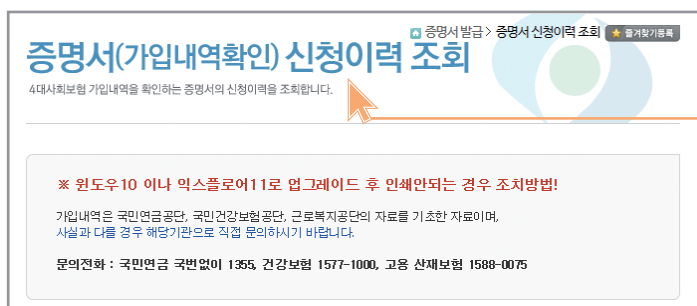 증명서발급 > 증명서 신청이력 조회 ★ 즐겨찾기등록
증명서(가입내역확인) 신청이력 조회
4대사회보험 가입내역을 확인하는 증명서의 신청이력을 조회합니다.
※ 윈도우10 이나 익스플로어11로 업그레이드 후 인쇄안되는 경우 조치방법!
가입내역은 국민연금공단, 국민건강보험공단, 근로복지공단의 자료를 기초한 자료이며,
사실과 다를 경우 해당기관으로 직접 문의하시기 바랍니다.
문의전화 : 국민연금 국번없이 1355, 건강보험 1577-1000, 고용 산재보험 1588-0075